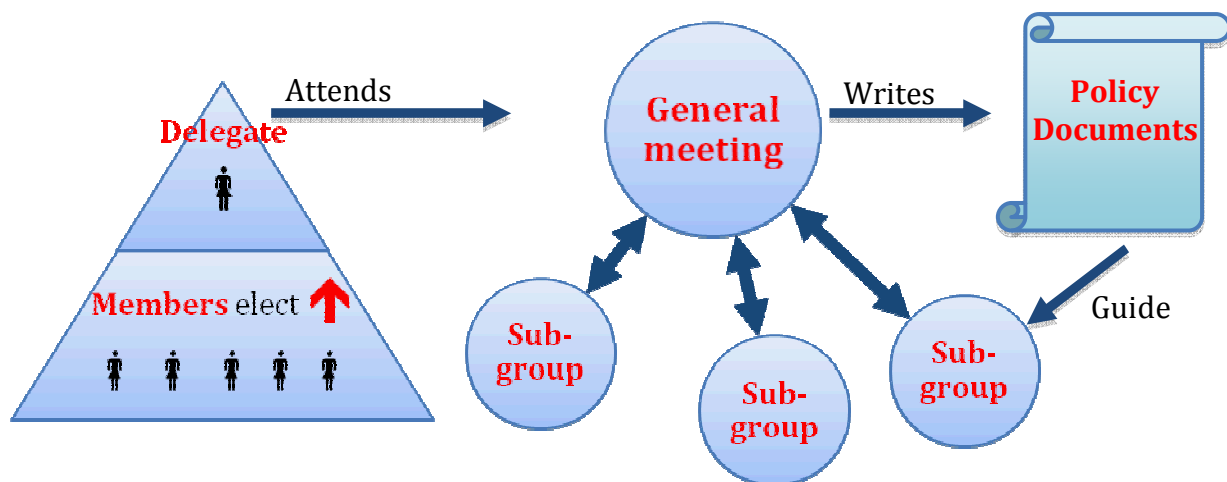 Attends
Delegate
Members elect
General
meeting
Writes
Policy
Documents
Sub-
group
Sub-
group
Sub-
group
Guide